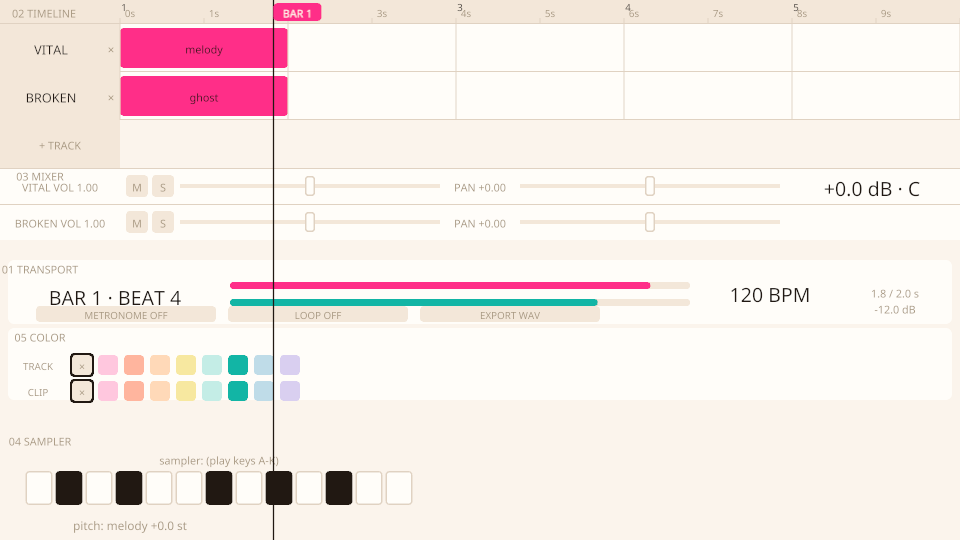 02 TIMELINE
1 BAR 1 3. 4. 5.
0s 1s 3s 5s 6s 8s 9s
VITAL × melody
BROKEN × ghost
+ TRACK
03 MIXER
VITAL VOL 1.00 M S PAN +0.00 +0.0 dB · C
BROKEN VOL 1.00 M S PAN +0.00
01 TRANSPORT
BAR 1 · BEAT 4 120 BPM 1.8 / 2.0 s
-12.0 dB
METRONOME OFF LOOP OFF EXPORT WAV
05 COLOR
TRACK ×
CLIP ×
04 SAMPLER
sampler: (play keys A-K)
pitch: melody +0.0 st